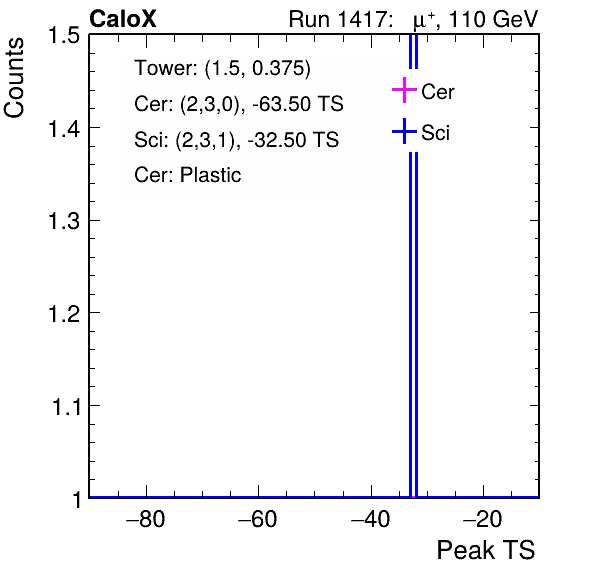 CaloX Run 1417: μ⁺, 110 GeV
Counts
1.5
1.4
1.3
1.2
1.1
1
Tower: (1.5, 0.375)
Cer: (2,3,0), -63.50 TS
Sci: (2,3,1), -32.50 TS
Cer: Plastic
Cer
Sci
−80 −60 −40 −20
Peak TS